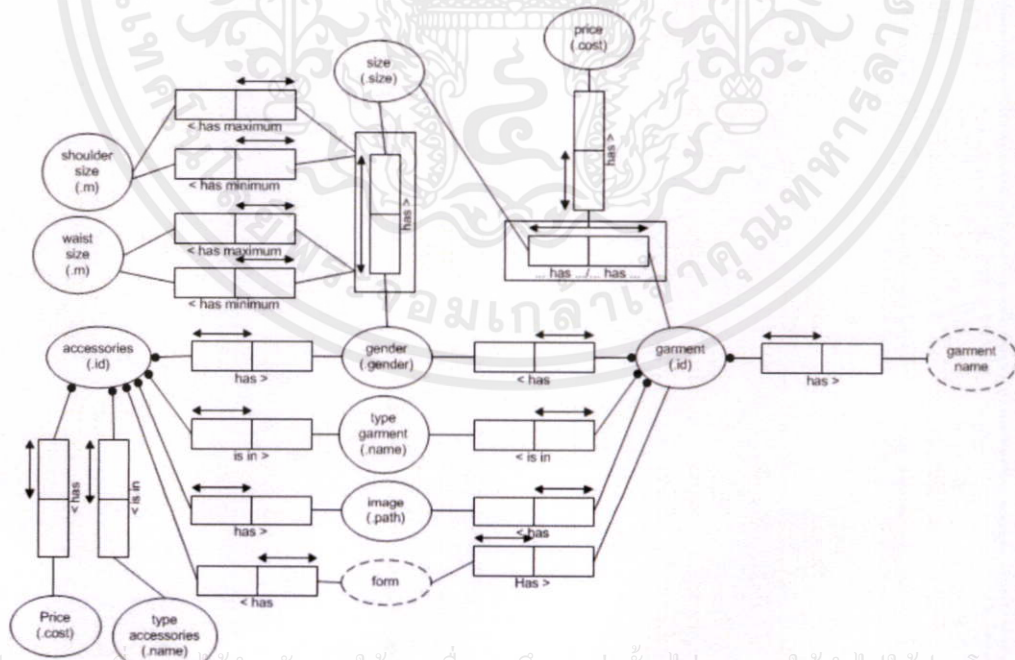 price
(.cost)
size
(.size)
< has maximum
has >
shoulder
size
(.m)
< has minimum
has >
waist
size
(.m)
< has maximum
... has .../... has ...
< has minimum
accessories
(.id)
has >
gender
(.gender)
< has
garment
(.id)
has >
garment
name
is in >
type
garment
(.name)
< is in
< has
< is in
has >
image
(.path)
< has
< has
form
Has >
Price
(.cost)
type
accessories
(.name)